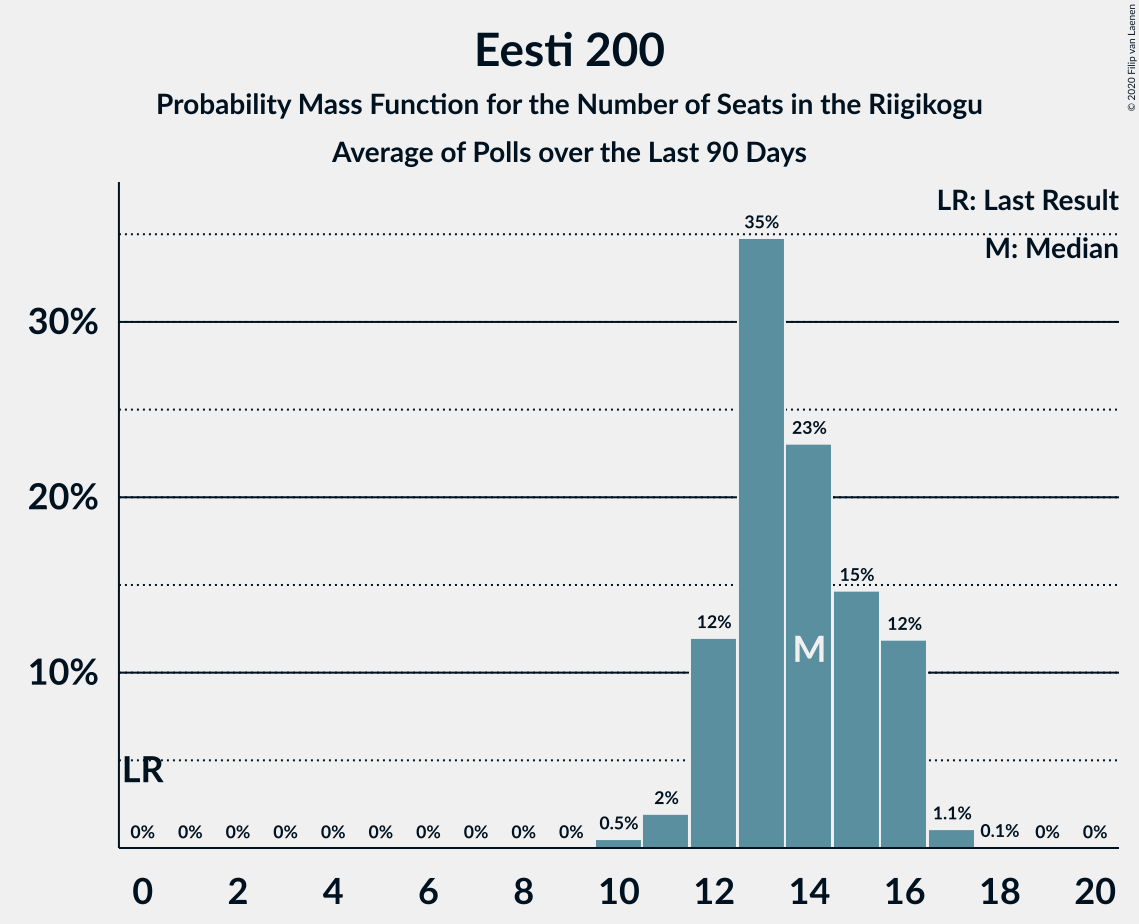 Eesti 200
Probability Mass Function for the Number of Seats in the Riigikogu
Average of Polls over the Last 90 Days
© 2020 Filip van Laenen
LR: Last Result
M: Median
35%
30%
23%
20%
15%
12%
12%
M
10%
LR
2%
1.1%
0% 0% 0% 0% 0% 0% 0% 0% 0% 0% 0.5% 0.1% 0% 0%
0 2 4 6 8 10 12 14 16 18 20